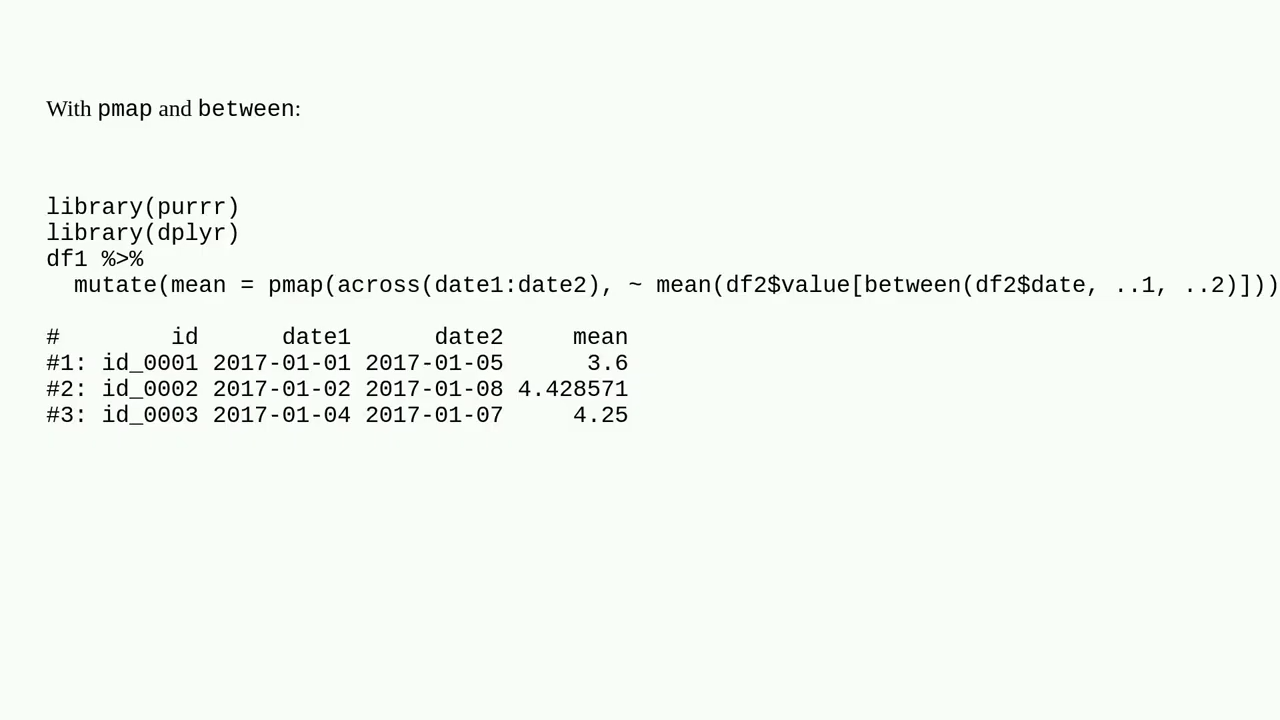 With pmap and between:
library(purrr)
library(dplyr)
df1 %>%
  mutate(mean = pmap(across(date1:date2), ~ mean(df2$value[between(df2$date, ..1, ..2)]))
#        id      date1      date2     mean
#1: id_0001 2017-01-01 2017-01-05      3.6
#2: id_0002 2017-01-02 2017-01-08 4.428571
#3: id_0003 2017-01-04 2017-01-07     4.25